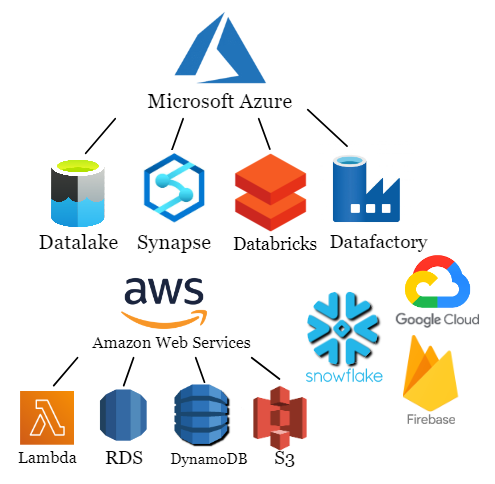 Microsoft Azure
Datalake
Synapse
Databricks
Datafactory
aws
Amazon Web Services
Lambda
RDS
DynamoDB
S3
snowflake
Google Cloud
Firebase